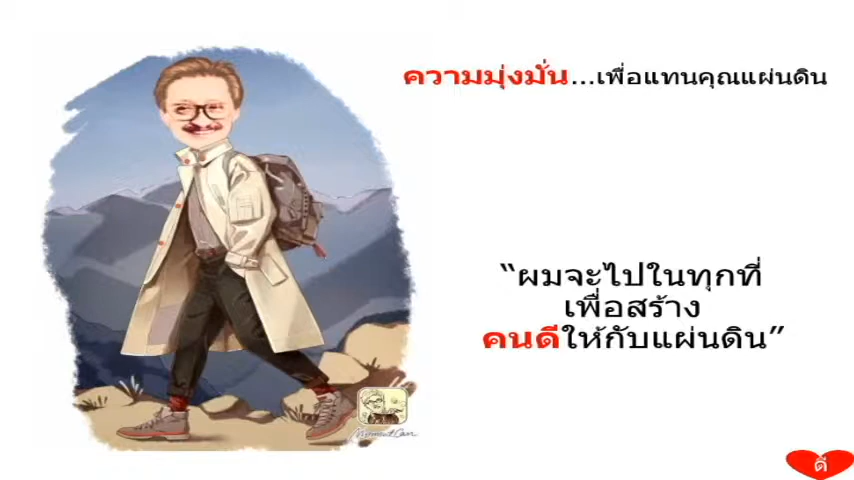 ความมุ่งมั่น...เพื่อแทนคุณแผ่นดิน
“ผมจะไปในทุกที่
เพื่อสร้าง
คนดีให้กับแผ่นดิน”
MomentCam
ดี